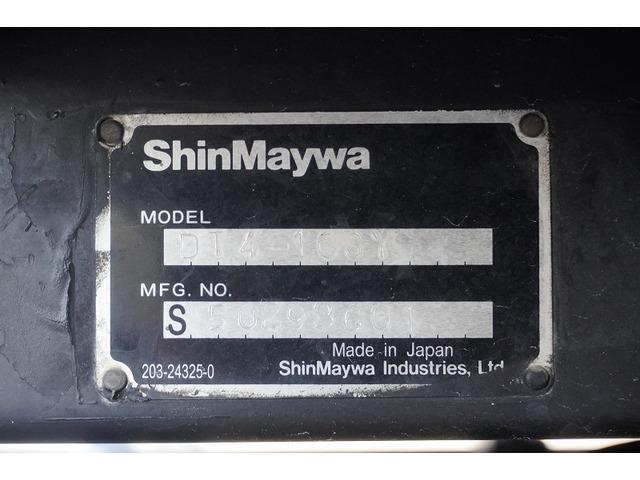 ShinMaywa
MODEL
MFG. NO.
S
Made in Japan
203-24325-0
ShinMaywa Industries, Ltd